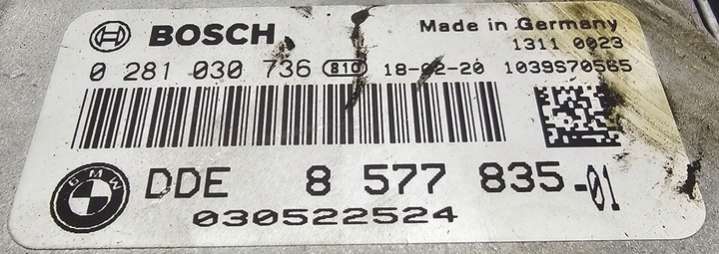 BOSCH
Made in Germany
1311 0023
0 281 030 736 810 18-02-20 1039S70565
BMW DDE 8 577 835-01
030522524